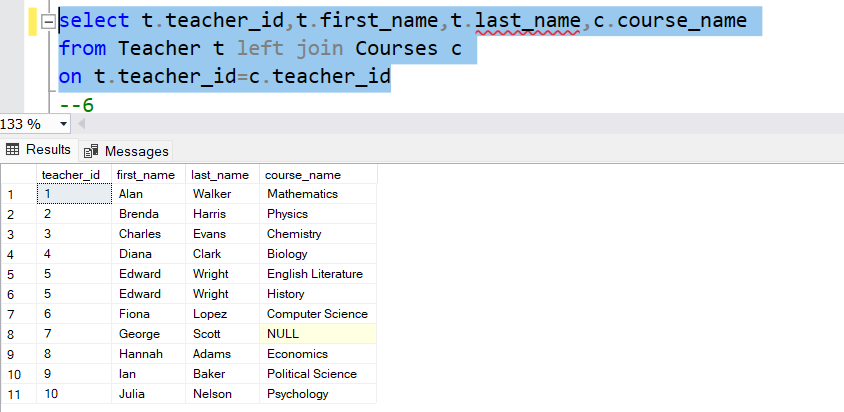 select t.teacher_id,t.first_name,t.last_name,c.course_name
from Teacher t left join Courses c
on t.teacher_id=c.teacher_id
--6
133 %
Results Messages
teacher_id first_name last_name course_name
1 1 Alan Walker Mathematics
2 2 Brenda Harris Physics
3 3 Charles Evans Chemistry
4 4 Diana Clark Biology
5 5 Edward Wright English Literature
6 5 Edward Wright History
7 6 Fiona Lopez Computer Science
8 7 George Scott NULL
9 8 Hannah Adams Economics
10 9 Ian Baker Political Science
11 10 Julia Nelson Psychology